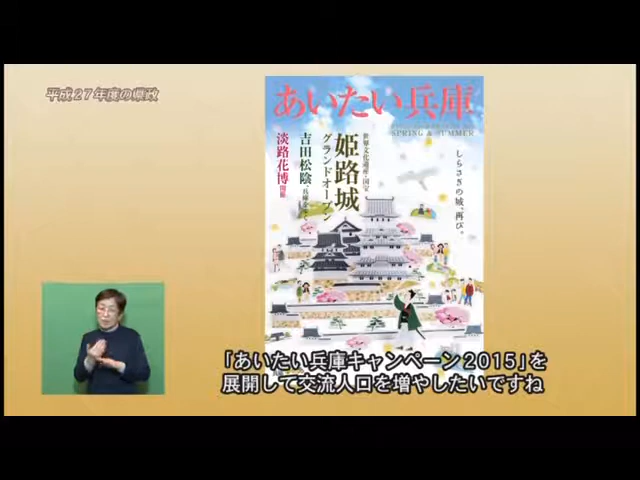 平成27年度の県政
あいたい兵庫
SPRING & SUMMER
しらさぎの城、再び。
世界文化遺産・国宝
姫路城
グランドオープン
吉田松陰
淡路花博
開催
「あいたい兵庫キャンペーン2015」を
展開して交流人口を増やしたいですね